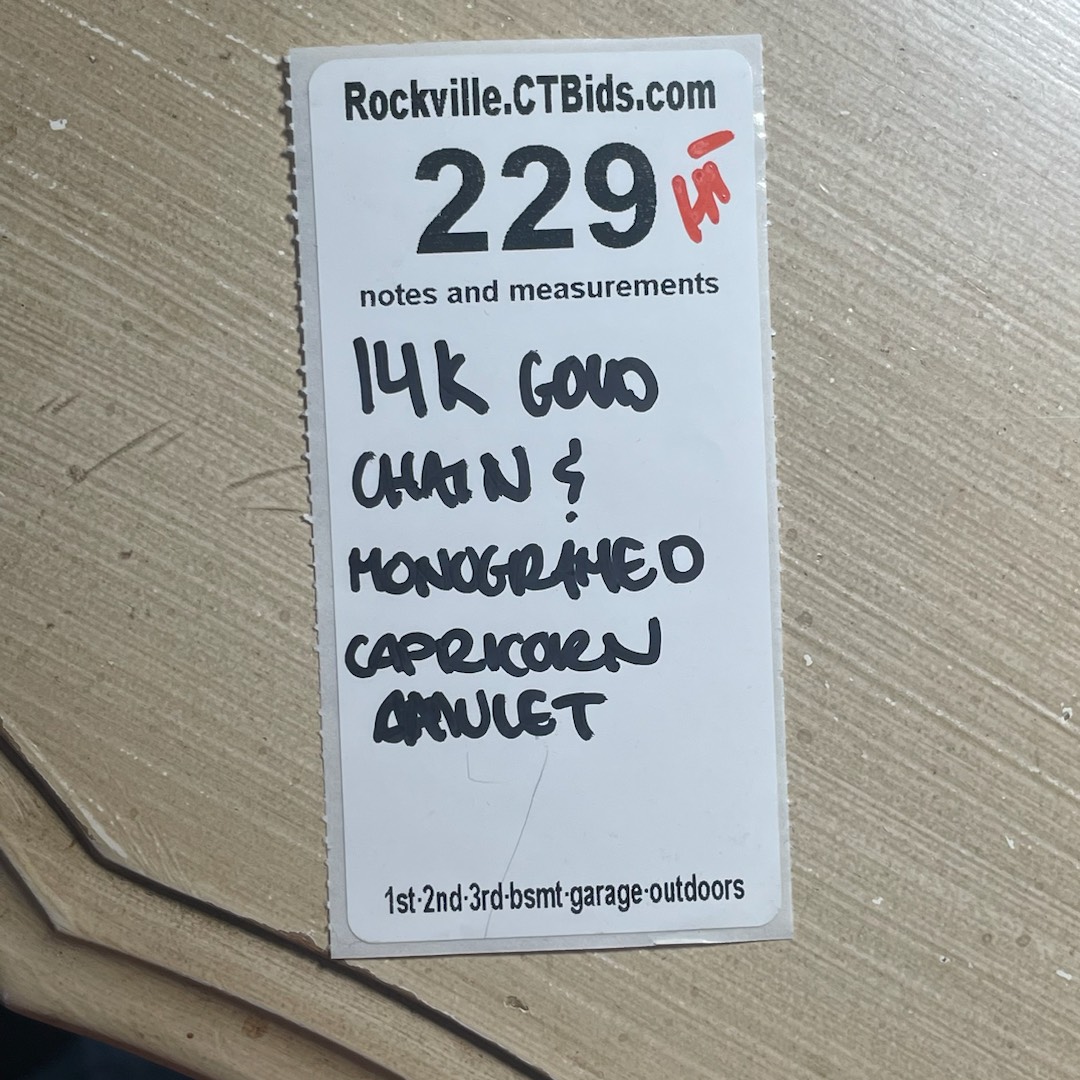 Rockville.CTBids.com
229
notes and measurements
14K GOLD
CHAIN &
MONOGRAMED
CAPRICORN
AMULET
1st·2nd·3rd·bsmt·garage·outdoors